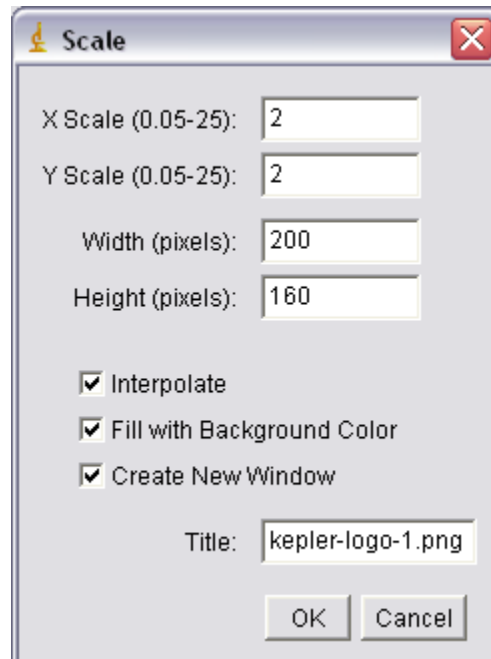 Scale
X Scale (0.05-25): 2
Y Scale (0.05-25): 2
Width (pixels): 200
Height (pixels): 160
Interpolate
Fill with Background Color
Create New Window
Title: kepler-logo-1.png
OK Cancel